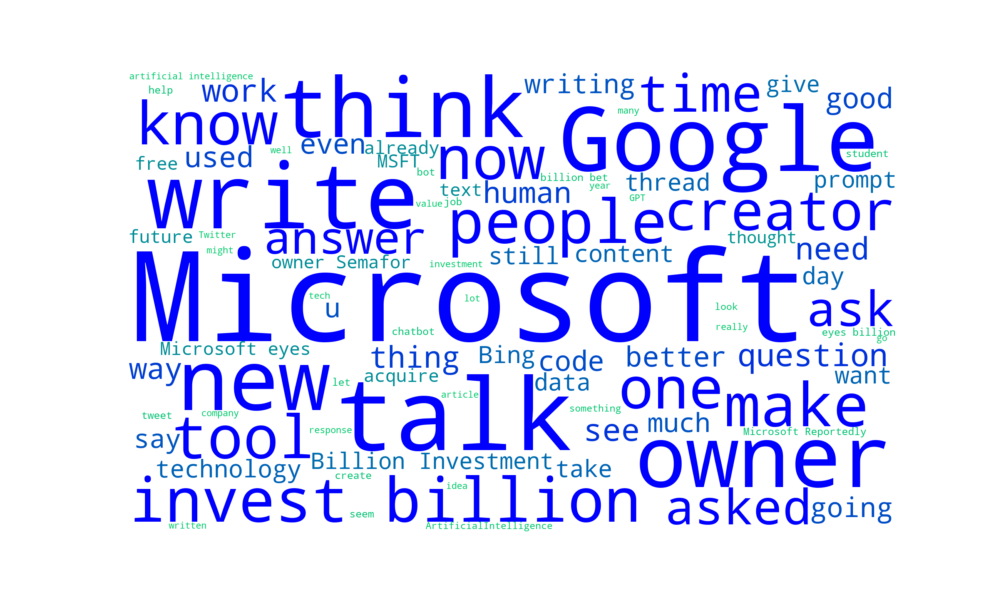 artificial intelligence
help
work
think
writing
time
give
good
know
many
Google
free
used
well
even
already
MSFT
bot
now
billion bet
year
student
write
text
human
thread
prompt
value
job
people
GPT
creator
future
Twitter
might
answer
thought
need
owner Semafor
investment
still
content
day
Microsoft
tech
u
lot
look
ask
chatbot
really
eyes billion
go
Microsoft eyes
thing
Bing
code
better
question
way
new
let
acquire
data
want
talk
article
one
make
tweet
company
something
say
tool
response
see
much
Microsoft Reportedly
owner
technology
Billion Investment
take
create
invest billion
idea
asked
going
seem
written
ArtificialIntelligence